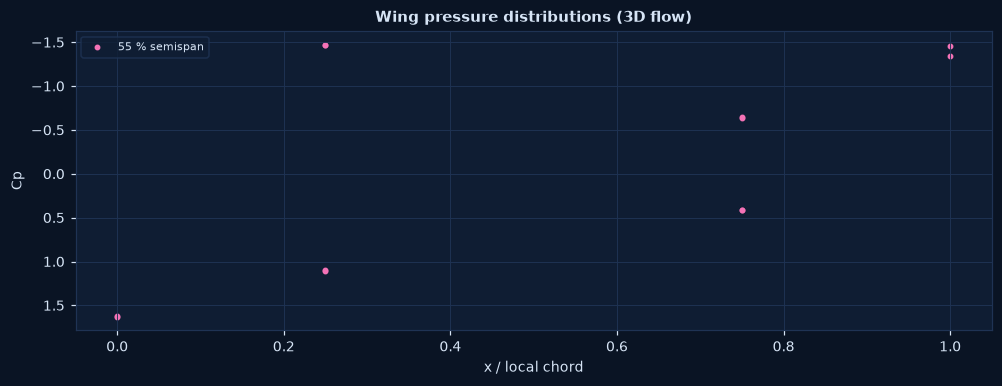 Wing pressure distributions (3D flow)
55 % semispan
−1.5
−1.0
−0.5
0.0
0.5
1.0
1.5
Cp
0.0 0.2 0.4 0.6 0.8 1.0
x / local chord